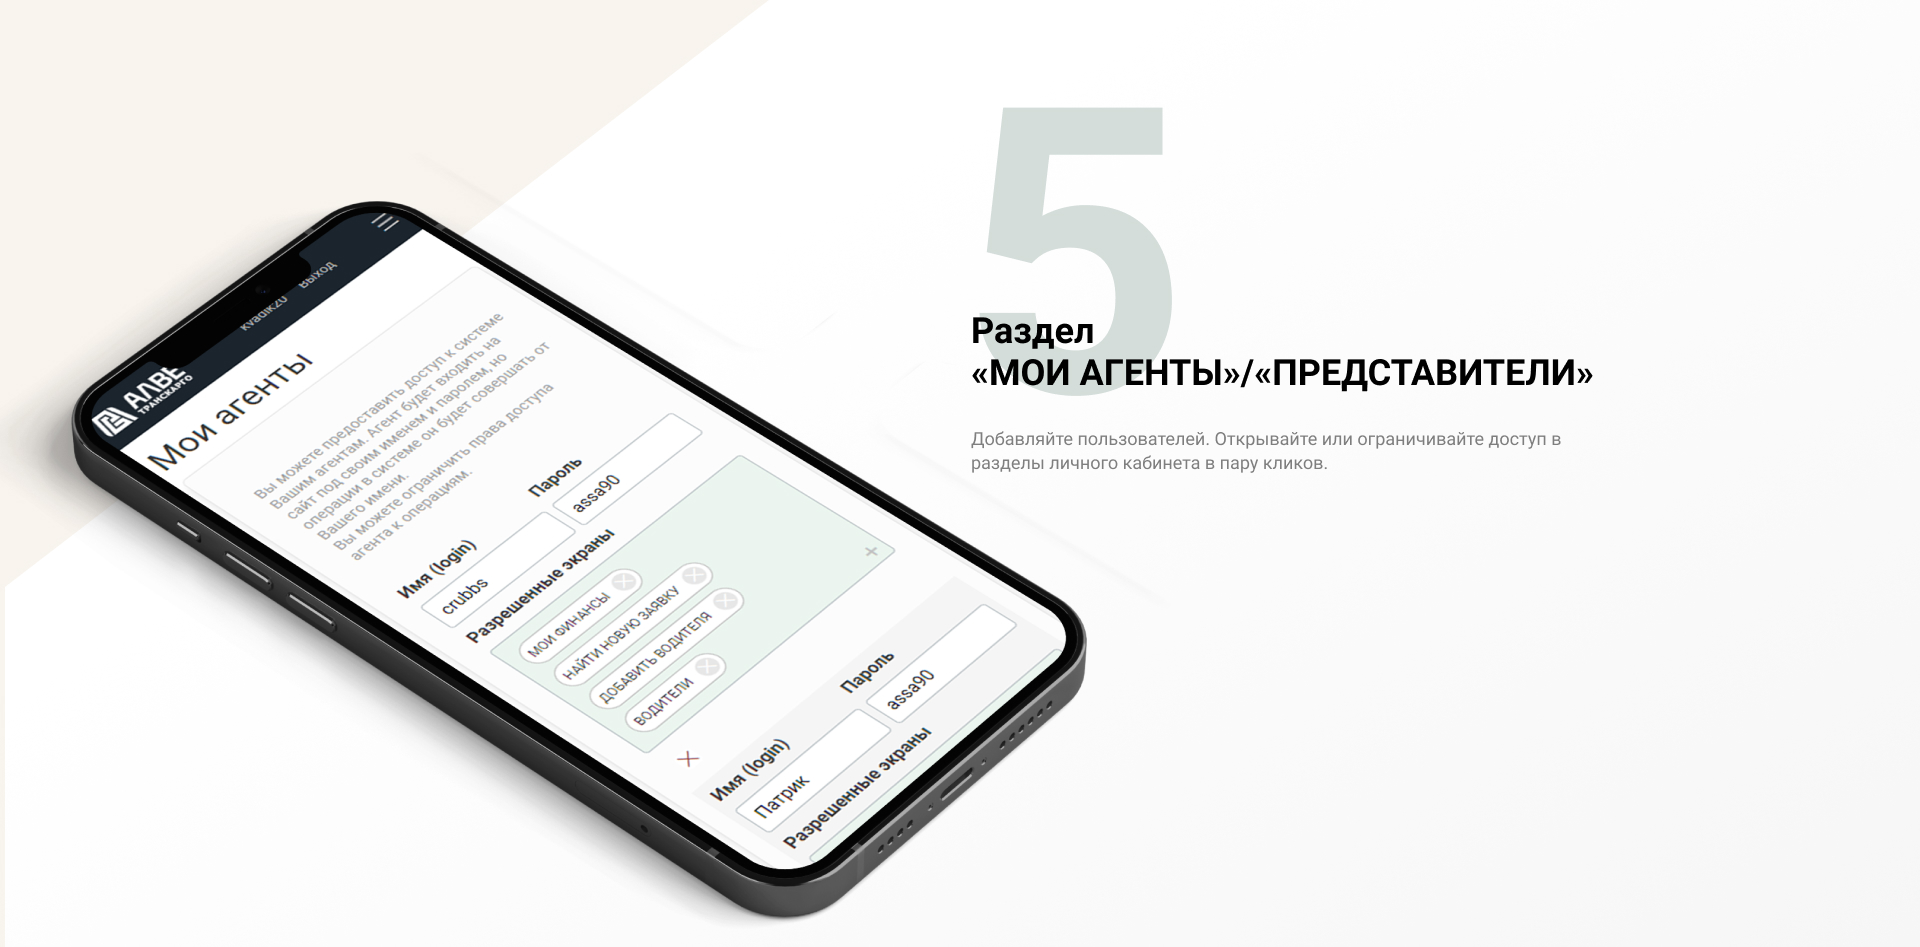 5
Раздел
«МОИ АГЕНТЫ»/«ПРЕДСТАВИТЕЛИ»
Добавляйте пользователей. Открывайте или ограничивайте доступ в
разделы личного кабинета в пару кликов.
АЛВЕ
ТРАНСКАРГО
kvadik20 Выход
Мои агенты
Вы можете предоставить доступ к системе
Вашим агентам. Агент будет входить на
сайт под своим именем и паролем, но
операции в системе он будет совершать от
Вашего имени.
Вы можете ограничить права доступа
агента к операциям.
Имя (login) Пароль
crubbs assa90
Разрешенные экраны
МОИ ФИНАНСЫ
НАЙТИ НОВУЮ ЗАЯВКУ
ДОБАВИТЬ ВОДИТЕЛЯ
ВОДИТЕЛИ
Имя (login) Пароль
Патрик assa90
Разрешенные экраны